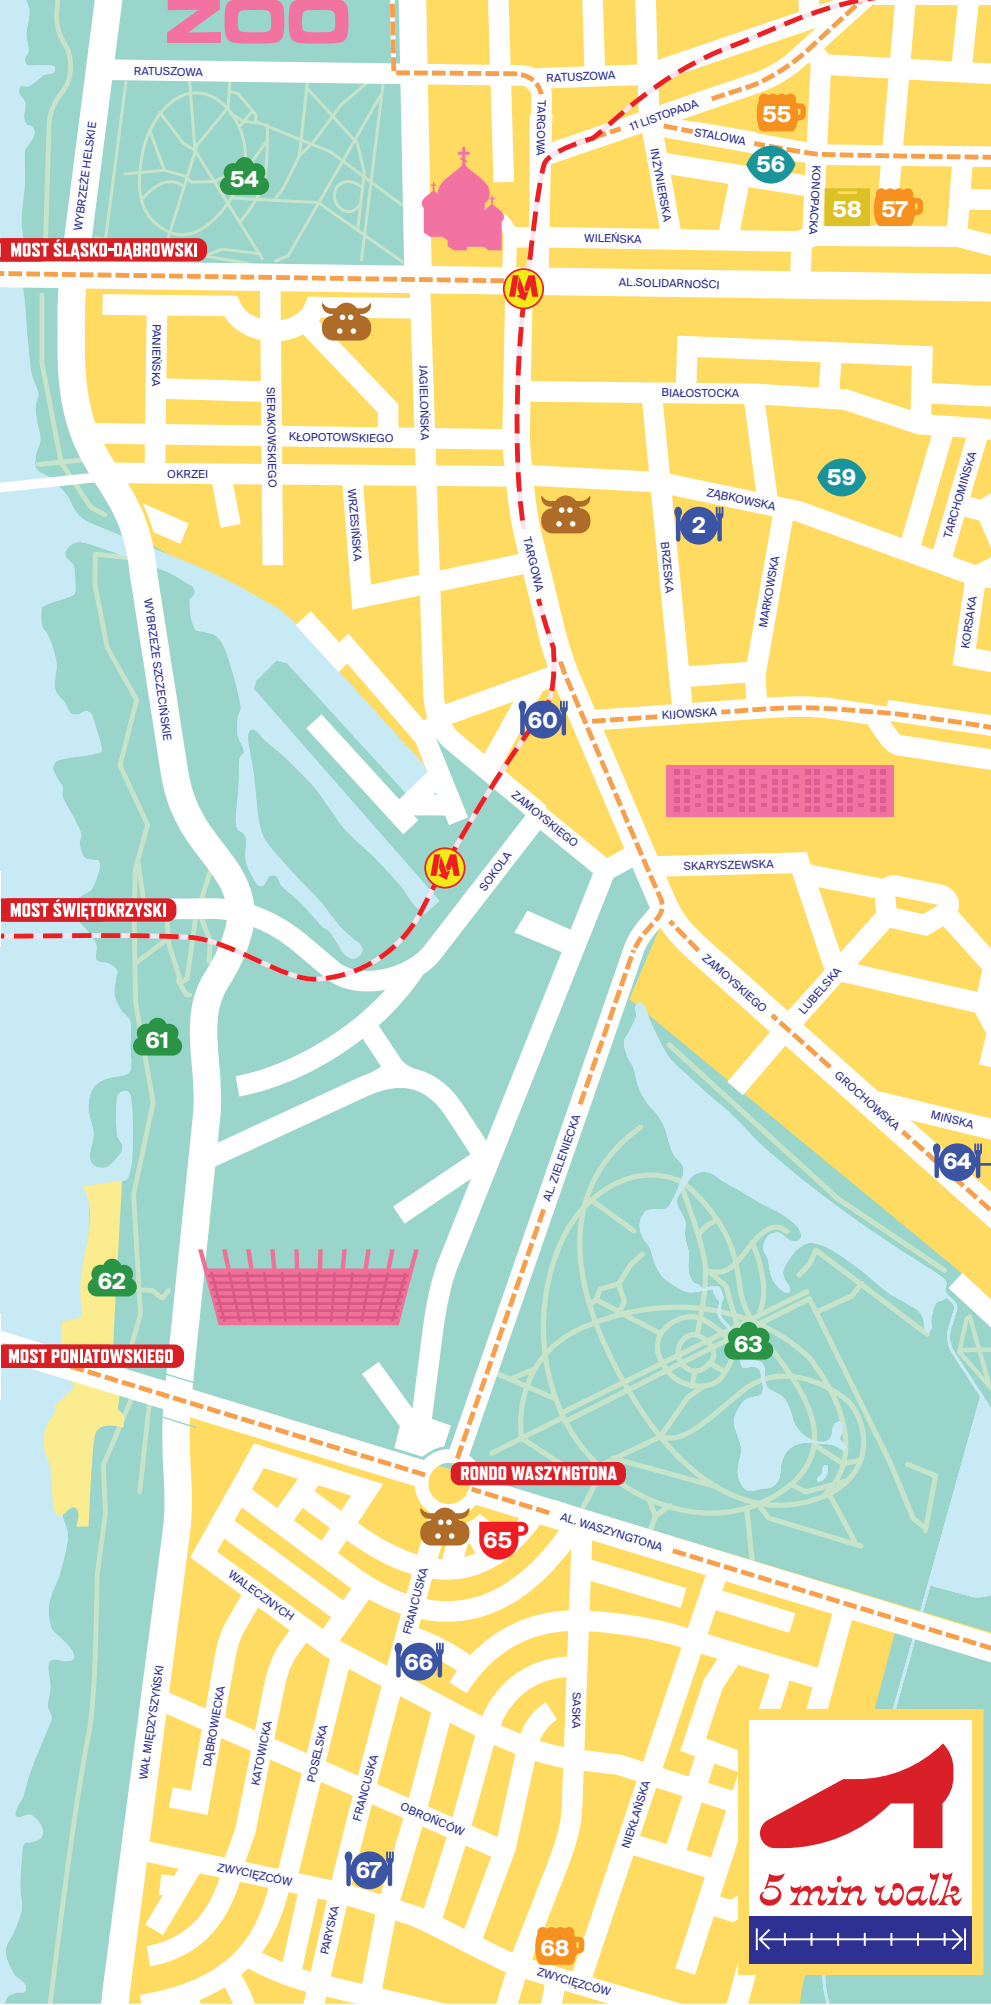 ZOO
RATUSZOWA
RATUSZOWA
TARGOWA
11 LISTOPADA
55
STALOWA
WYBRZEŻE HELSKIE
54
INŻYNIERSKA
56
KONOPACKA
58
57
WILEŃSKA
MOST ŚLĄSKO-DĄBROWSKI
M
AL.SOLIDARNOŚCI
PANIEŃSKA
SIERAKOWSKIEGO
JAGIELOŃSKA
BIAŁOSTOCKA
KŁOPOTOWSKIEGO
OKRZEI
WRZESIŃSKA
ZĄBKOWSKA
59
TARCHOMIŃSKA
2
TARGOWA
BRZESKA
MARKOWSKA
KORSAKA
WYBRZEŻE SZCZECIŃSKIE
60
KIJOWSKA
ZAMOYSKIEGO
M
SOKOLA
SKARYSZEWSKA
MOST ŚWIĘTOKRZYSKI
ZAMOYSKIEGO
LUBELSKA
61
GROCHOWSKA
MIŃSKA
64
AL. ZIELENIECKA
62
63
MOST PONIATOWSKIEGO
RONDO WASZYNGTONA
65
AL. WASZYNGTONA
WALECZNYCH
FRANCUSKA
66
WAŁ MIĘDZYSZYŃSKI
DĄBROWIECKA
KATOWICKA
POSELSKA
FRANCUSKA
SASKA
OBROŃCÓW
NIEKŁAŃSKA
ZWYCIĘZCÓW
67
PARYSKA
68
ZWYCIĘZCÓW
5 min walk